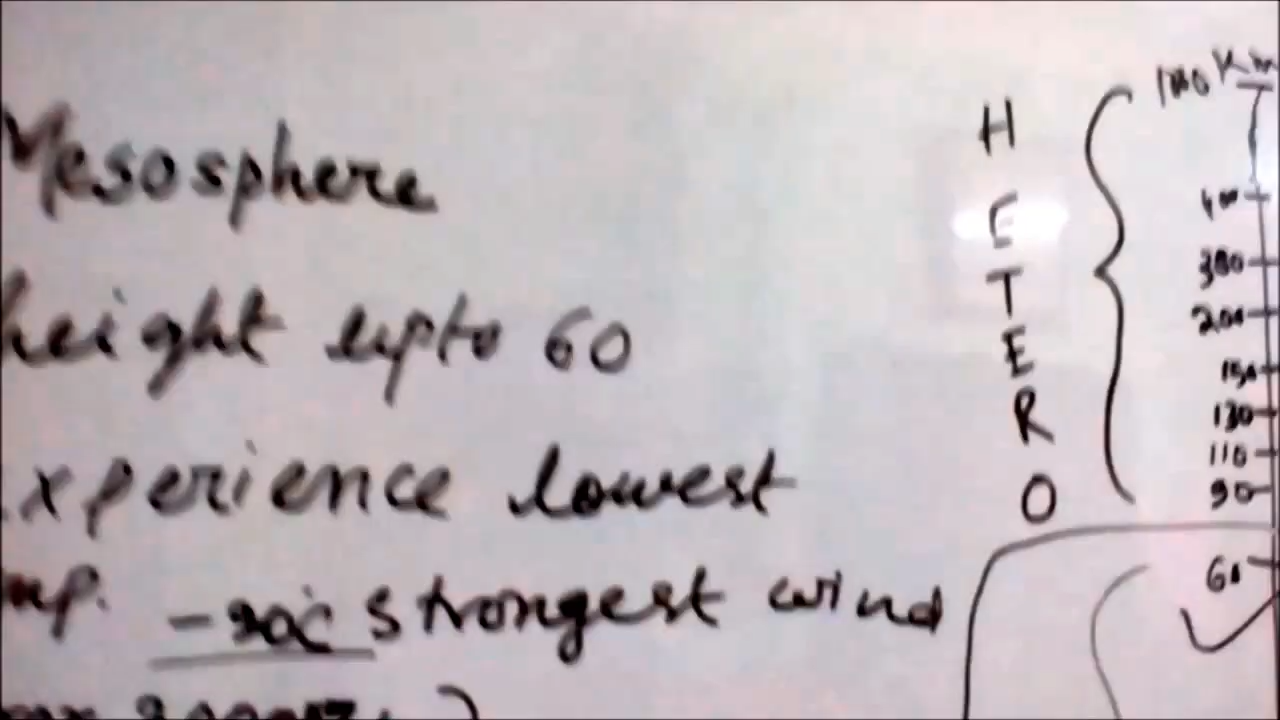 Mesosphere
height upto 60
xperience lowest
mp. -90°c strongest wind
HETERO
Km
400
300
200
150
130
110
90
60